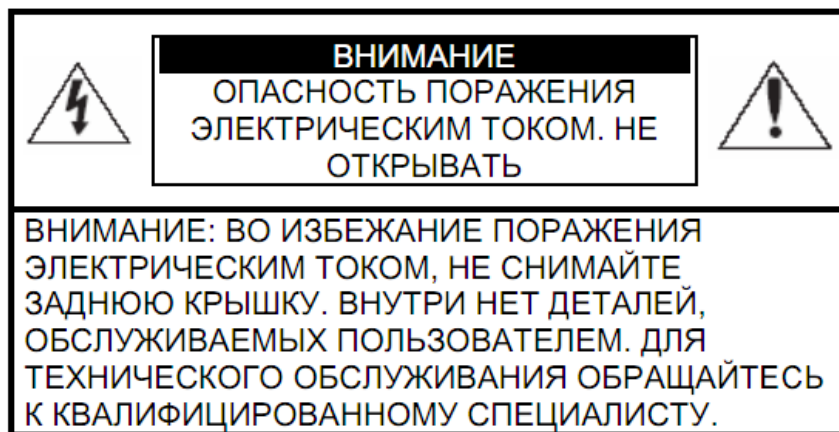 ВНИМАНИЕ
ОПАСНОСТЬ ПОРАЖЕНИЯ
ЭЛЕКТРИЧЕСКИМ ТОКОМ. НЕ
ОТКРЫВАТЬ
ВНИМАНИЕ: ВО ИЗБЕЖАНИЕ ПОРАЖЕНИЯ
ЭЛЕКТРИЧЕСКИМ ТОКОМ, НЕ СНИМАЙТЕ
ЗАДНЮЮ КРЫШКУ. ВНУТРИ НЕТ ДЕТАЛЕЙ,
ОБСЛУЖИВАЕМЫХ ПОЛЬЗОВАТЕЛЕМ. ДЛЯ
ТЕХНИЧЕСКОГО ОБСЛУЖИВАНИЯ ОБРАЩАЙТЕСЬ
К КВАЛИФИЦИРОВАННОМУ СПЕЦИАЛИСТУ.